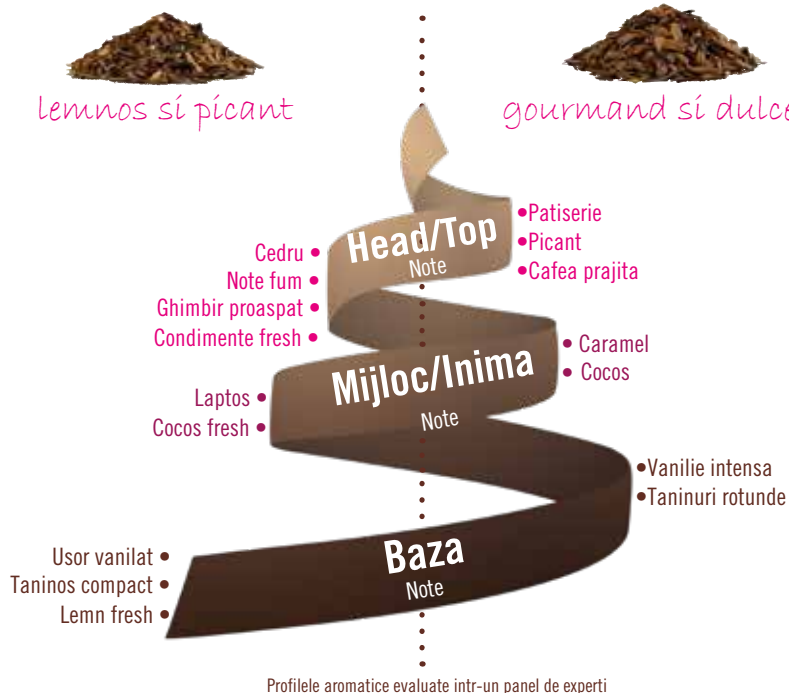 lemnos si picant
gourmand si dulce
Head/Top
Note
Cedru
Note fum
Ghimbir proaspat
Condimente fresh
•Patiserie
•Picant
•Cafea prajita
Mijloc/Inima
Note
Laptos •
Cocos fresh •
• Caramel
• Cocos
•Vanilie intensa
•Taninuri rotunde
Baza
Note
Usor vanilat •
Taninos compact •
Lemn fresh •
Profilele aromatice evaluate intr-un panel de experti